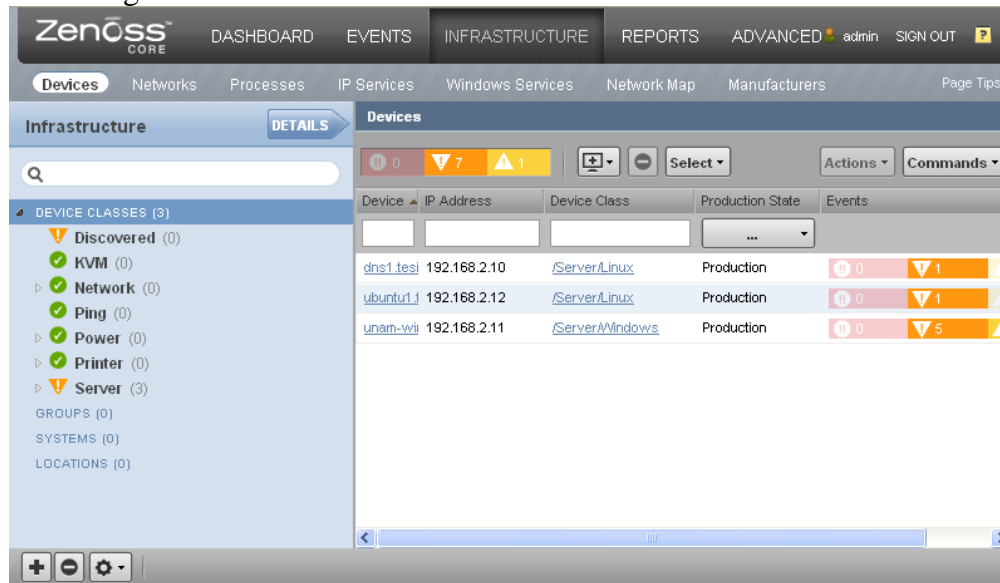 Zenōss™ CORE DASHBOARD EVENTS INFRASTRUCTURE REPORTS ADVANCED admin SIGN OUT ?
Devices Networks Processes IP Services Windows Services Network Map Manufacturers Page Tips
Infrastructure DETAILS
DEVICE CLASSES (3)
Discovered (0)
KVM (0)
Network (0)
Ping (0)
Power (0)
Printer (0)
Server (3)
GROUPS (0)
SYSTEMS (0)
LOCATIONS (0)
Devices
0 7 1 Select Actions Commands
Device IP Address Device Class Production State Events
...
dns1.tesi 192.168.2.10 /Server/Linux Production 0 1
ubuntu1.t 192.168.2.12 /Server/Linux Production 0 1
unam-wir 192.168.2.11 /Server/Windows Production 0 5